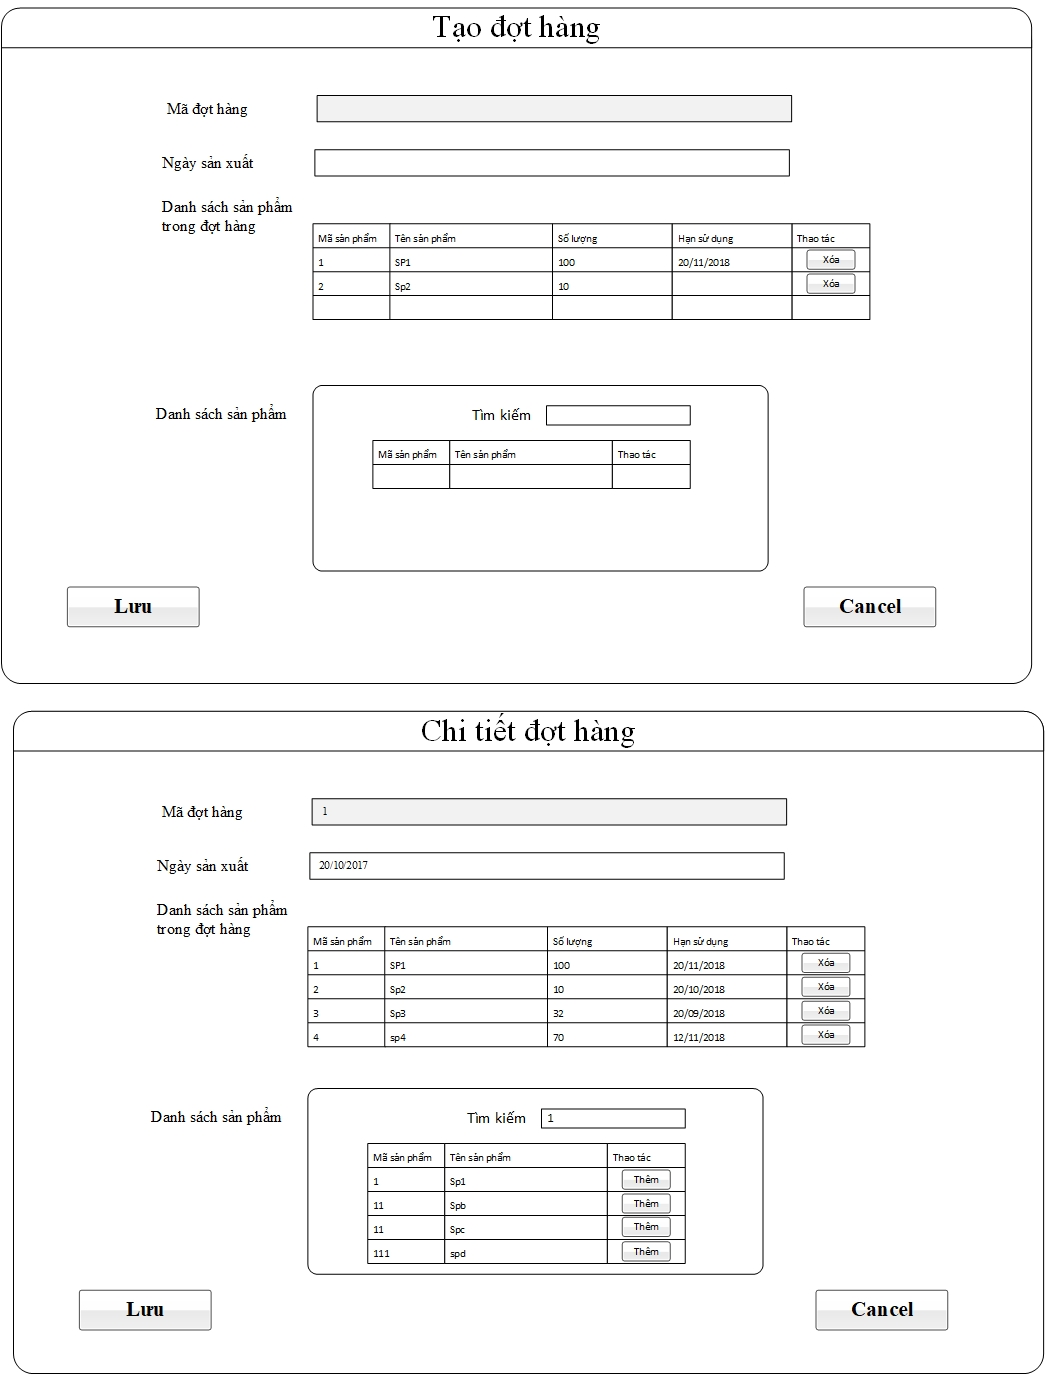 Tạo đợt hàng
Mã đợt hàng
Ngày sản xuất
Danh sách sản phẩm
trong đợt hàng
Mã sản phẩm Tên sản phẩm Số lượng Hạn sử dụng Thao tác
1 SP1 100 20/11/2018 Xóa
2 Sp2 10 Xóa
Danh sách sản phẩm
Tìm kiếm
Mã sản phẩm Tên sản phẩm Thao tác
Lưu Cancel
Chi tiết đợt hàng
Mã đợt hàng 1
Ngày sản xuất 20/10/2017
Danh sách sản phẩm
trong đợt hàng
Mã sản phẩm Tên sản phẩm Số lượng Hạn sử dụng Thao tác
1 SP1 100 20/11/2018 Xóa
2 Sp2 10 20/10/2018 Xóa
3 Sp3 32 20/09/2018 Xóa
4 sp4 70 12/11/2018 Xóa
Danh sách sản phẩm
Tìm kiếm 1
Mã sản phẩm Tên sản phẩm Thao tác
1 Sp1 Thêm
11 Spb Thêm
11 Spc Thêm
111 spd Thêm
Lưu Cancel